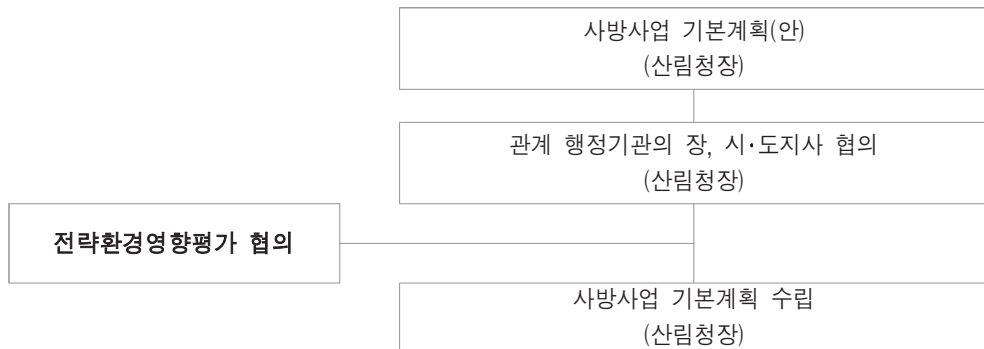 사방사업 기본계획(안)
(산림청장)
관계 행정기관의 장, 시·도지사 협의
(산림청장)
전략환경영향평가 협의
사방사업 기본계획 수립
(산림청장)